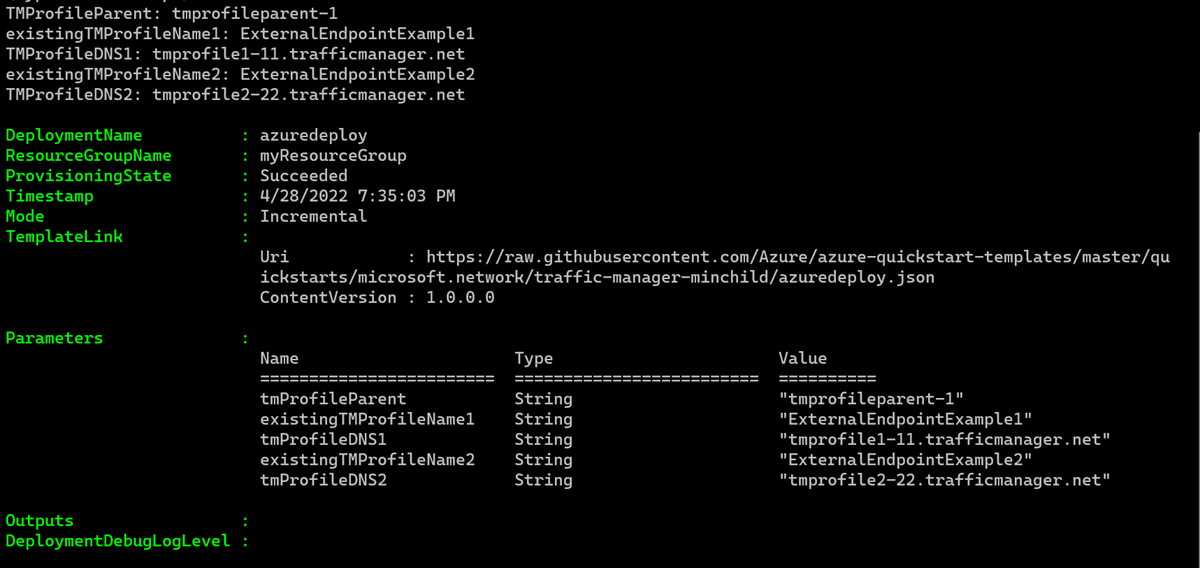 TMProfileParent: tmprofileparent-1
existingTMProfileName1: ExternalEndpointExample1
TMProfileDNS1: tmprofile1-11.trafficmanager.net
existingTMProfileName2: ExternalEndpointExample2
TMProfileDNS2: tmprofile2-22.trafficmanager.net
DeploymentName : azuredeploy
ResourceGroupName : myResourceGroup
ProvisioningState : Succeeded
Timestamp : 4/28/2022 7:35:03 PM
Mode : Incremental
TemplateLink :
Uri : https://raw.githubusercontent.com/Azure/azure-quickstart-templates/master/qu
ickstarts/microsoft.network/traffic-manager-minchild/azuredeploy.json
ContentVersion : 1.0.0.0
Parameters :
Name Type Value
======================== ========================= ==========
tmProfileParent String "tmprofileparent-1"
existingTMProfileName1 String "ExternalEndpointExample1"
tmProfileDNS1 String "tmprofile1-11.trafficmanager.net"
existingTMProfileName2 String "ExternalEndpointExample2"
tmProfileDNS2 String "tmprofile2-22.trafficmanager.net"
Outputs :
DeploymentDebugLogLevel :